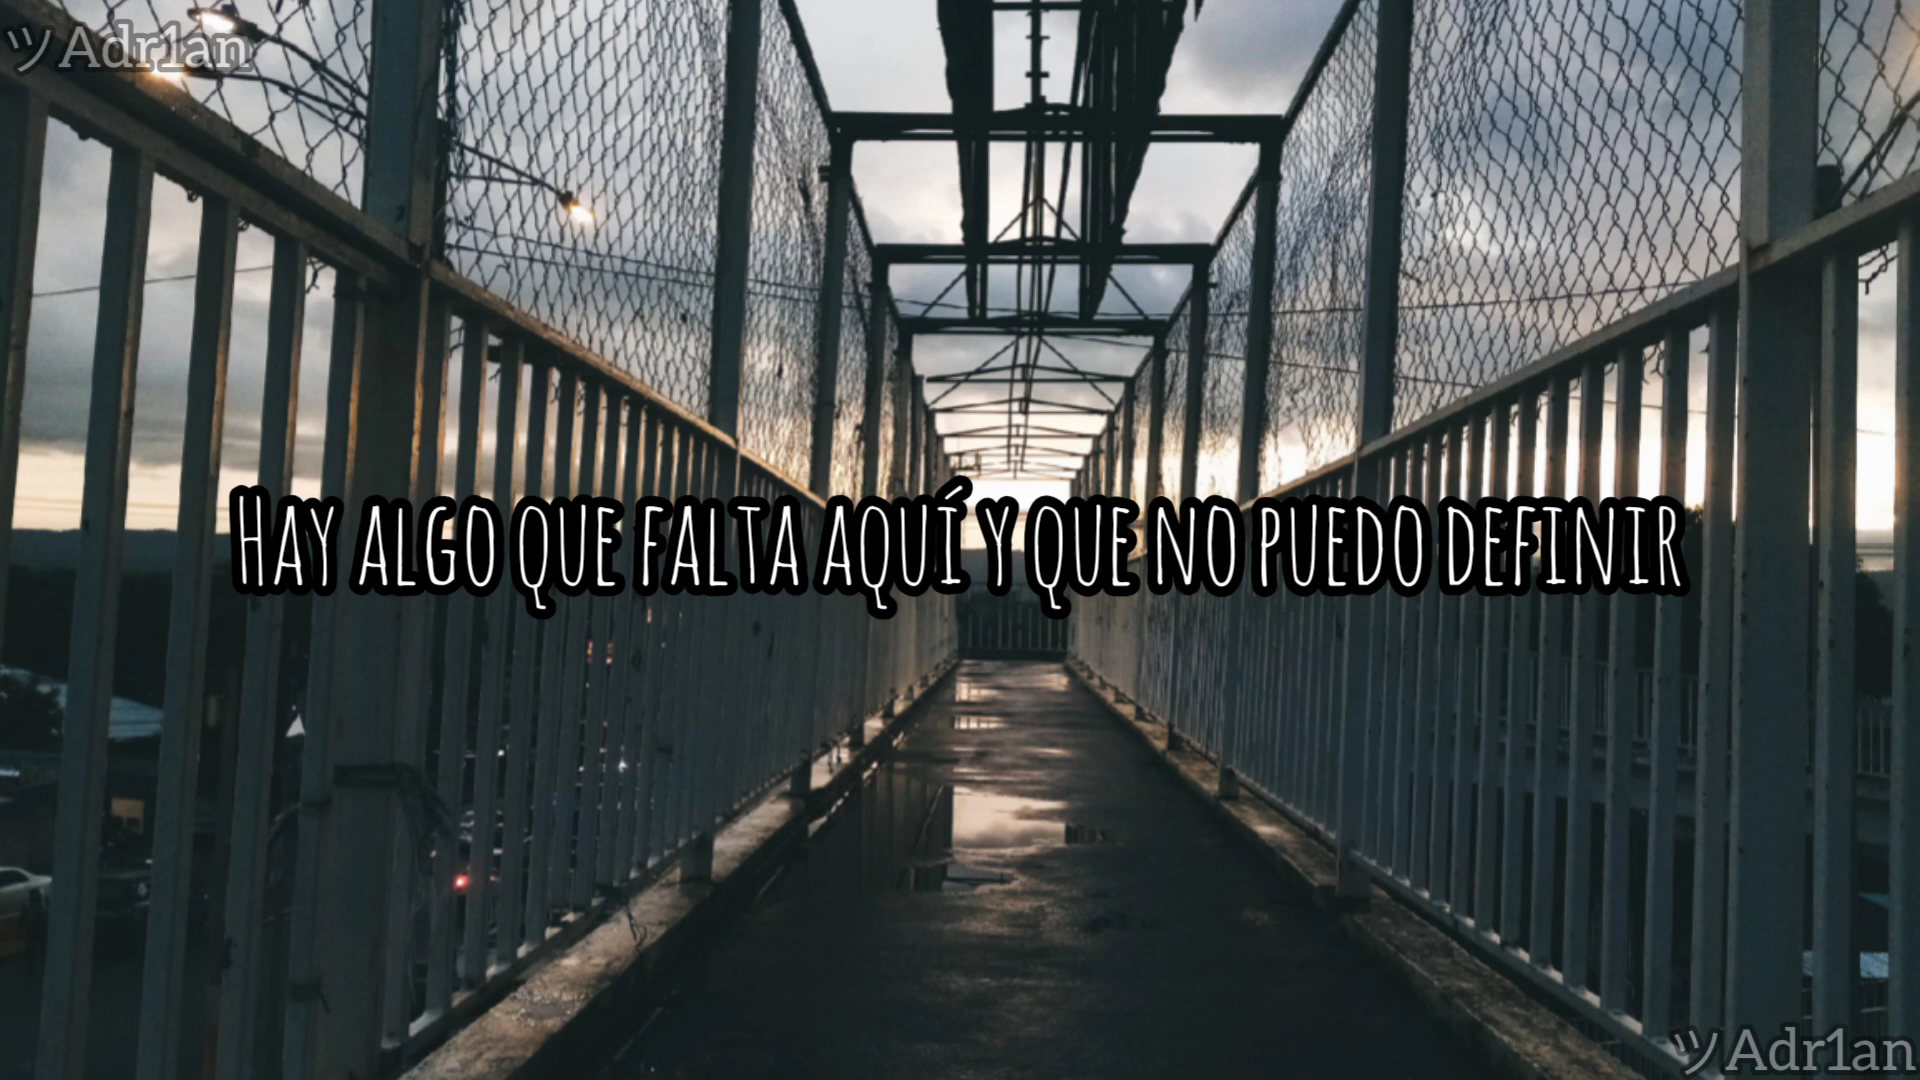 ツAdr1an
Hay algo que falta aquí y que no puedo definir
ツAdr1an